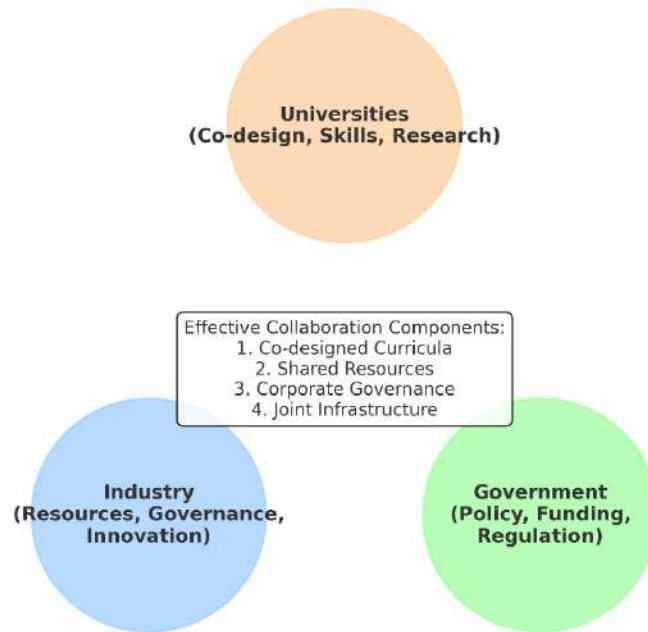 Universities
(Co-design, Skills, Research)
Effective Collaboration Components:
1. Co-designed Curricula
2. Shared Resources
3. Corporate Governance
4. Joint Infrastructure
Industry
(Resources, Governance,
Innovation)
Government
(Policy, Funding,
Regulation)